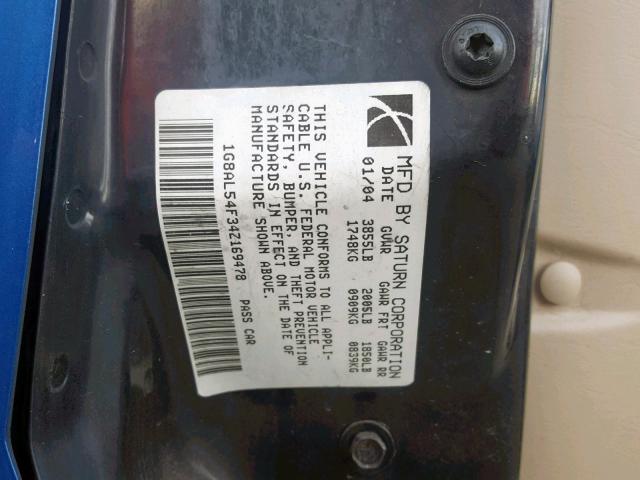 MFD BY SATURN CORPORATION
DATE GVWR GAWR FRT GAWR RR
01/04 3855LB 2005LB 1850LB
1748KG 0909KG 0839KG
THIS VEHICLE CONFORMS TO ALL APPLI-
CABLE U.S. FEDERAL MOTOR VEHICLE
SAFETY, BUMPER, AND THEFT PREVENTION
STANDARDS IN EFFECT ON THE DATE OF
MANUFACTURE SHOWN ABOVE.
1G8AL54F34Z169478 PASS CAR